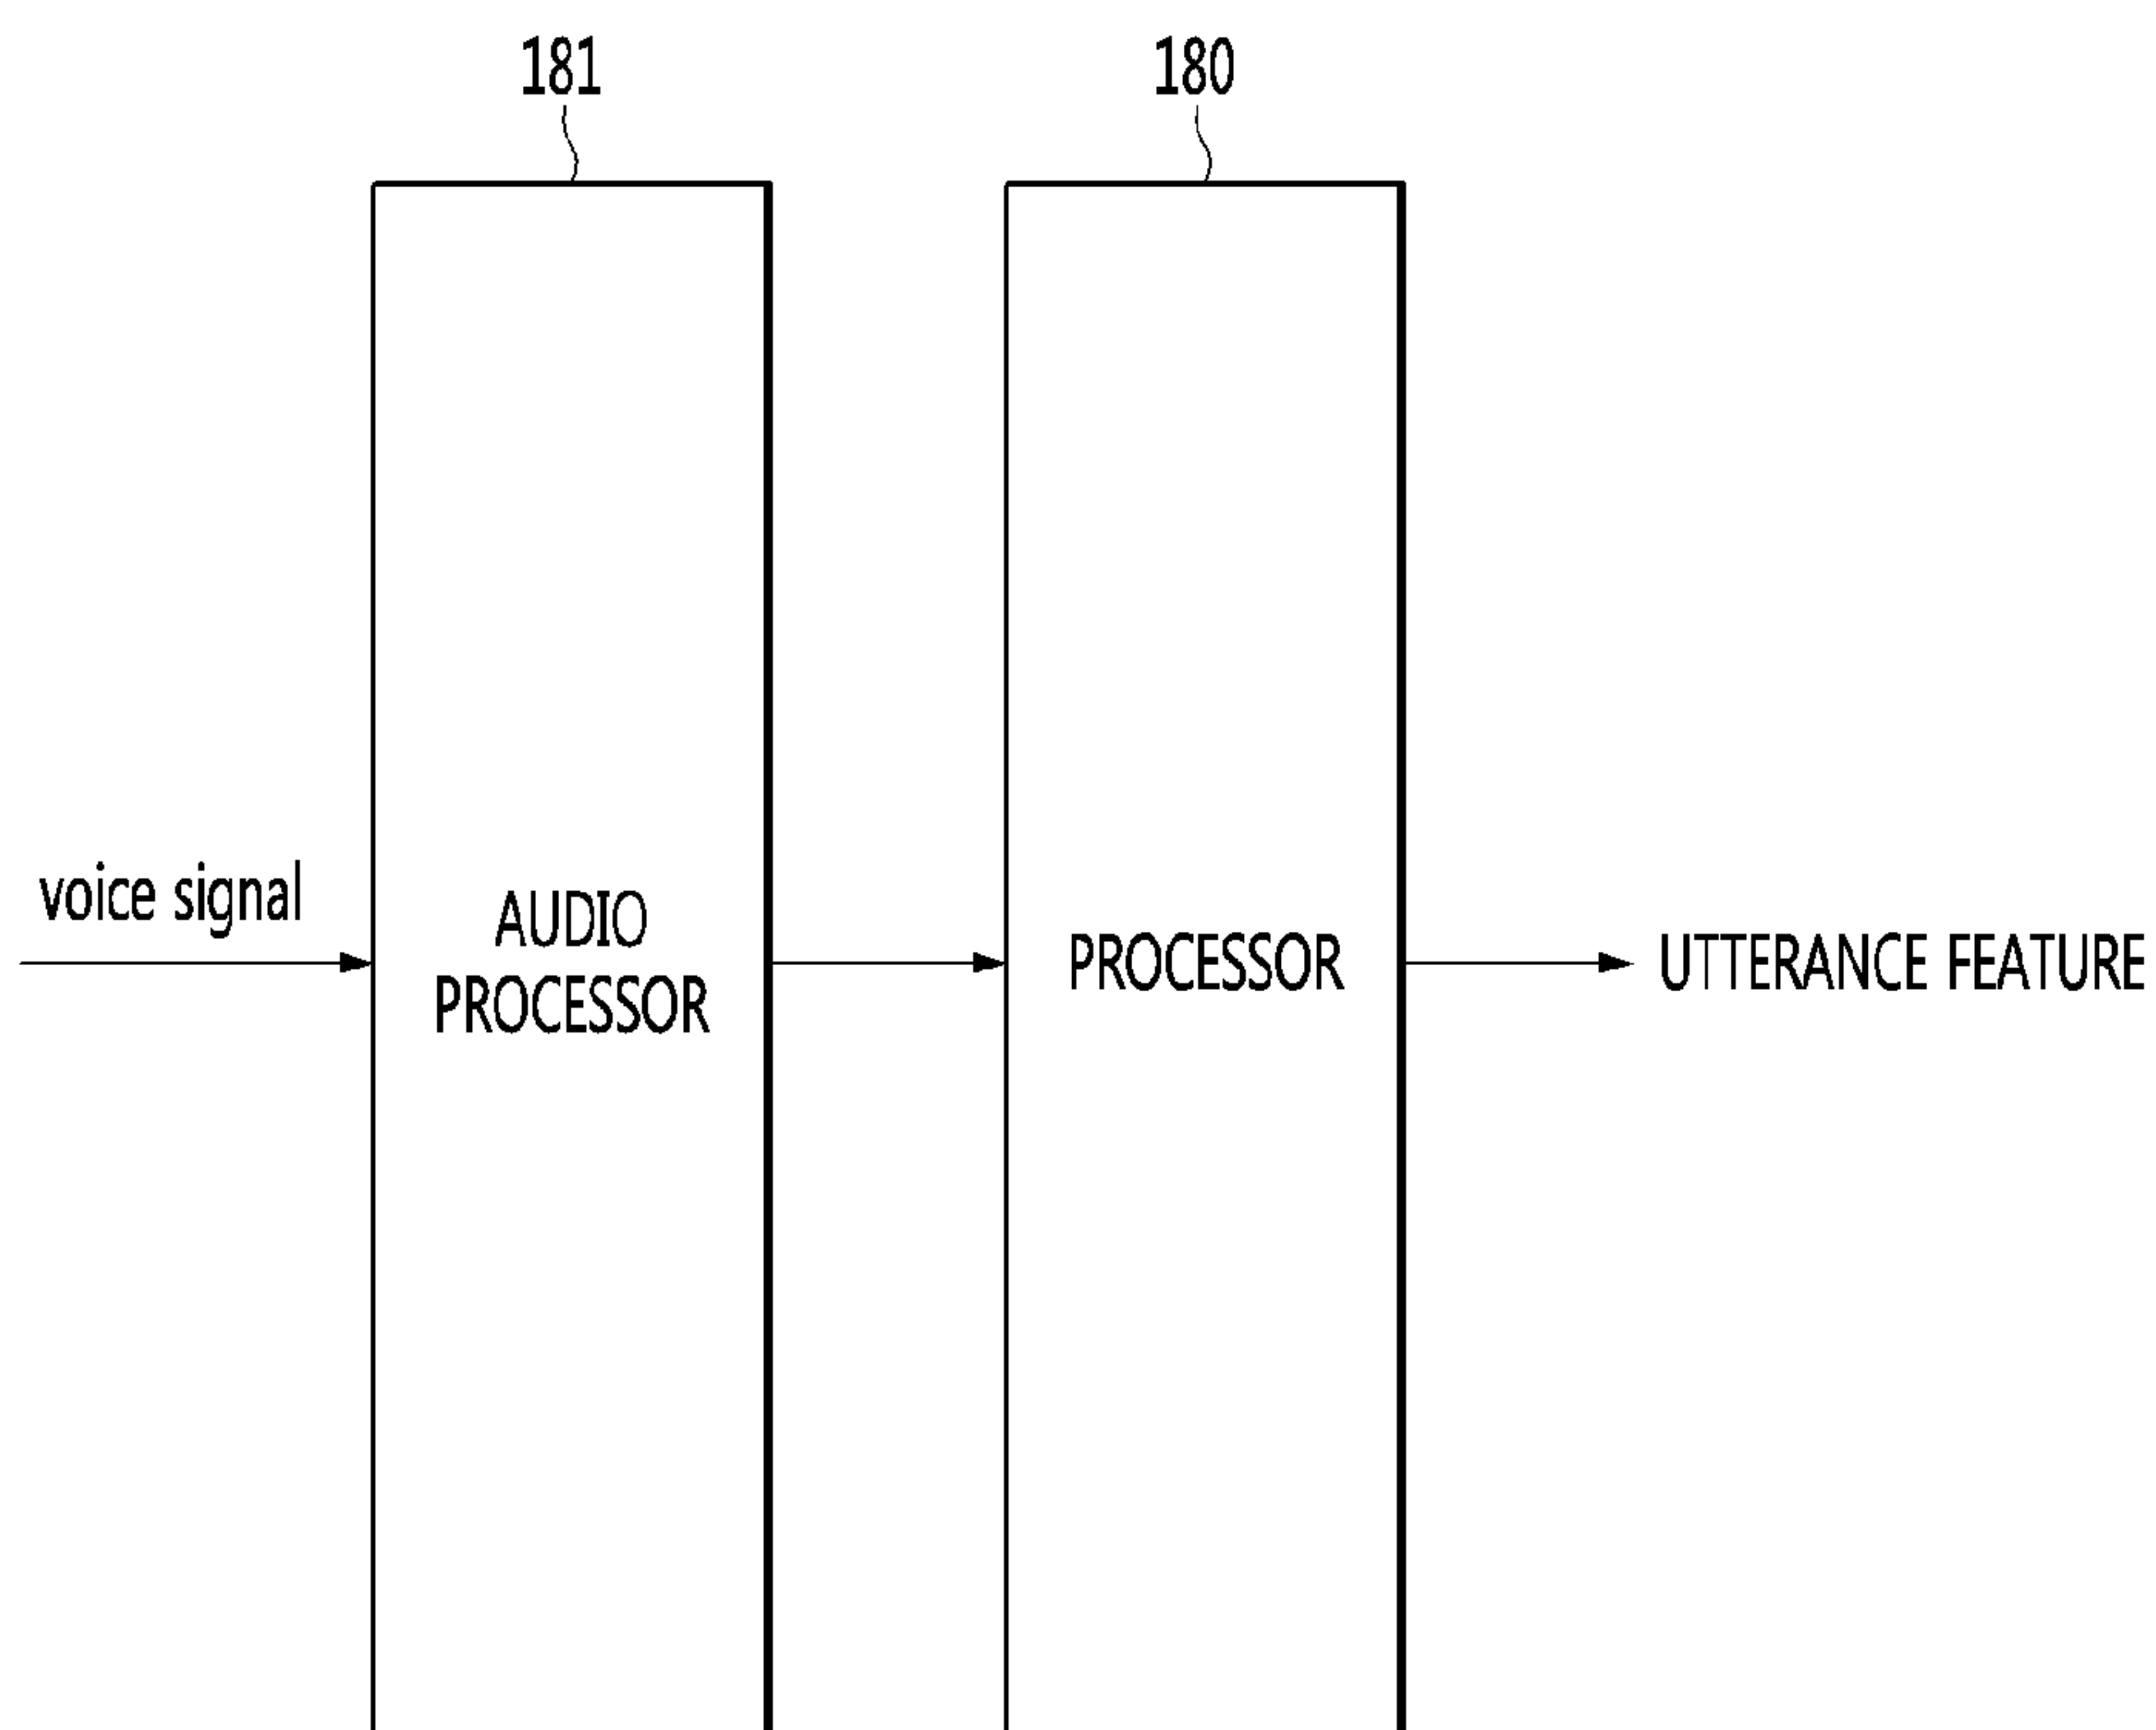 181
180
voice signal
AUDIO
PROCESSOR
PROCESSOR
UTTERANCE FEATURE